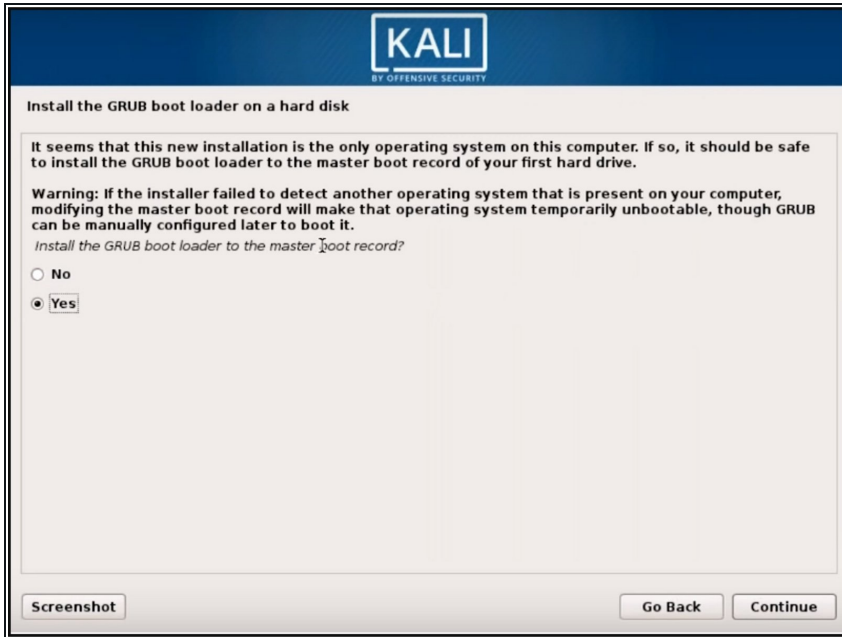 KALI
BY OFFENSIVE SECURITY
Install the GRUB boot loader on a hard disk
It seems that this new installation is the only operating system on this computer. If so, it should be safe
to install the GRUB boot loader to the master boot record of your first hard drive.
Warning: If the installer failed to detect another operating system that is present on your computer,
modifying the master boot record will make that operating system temporarily unbootable, though GRUB
can be manually configured later to boot it.
Install the GRUB boot loader to the master boot record?
No
Yes
Screenshot
Go Back
Continue